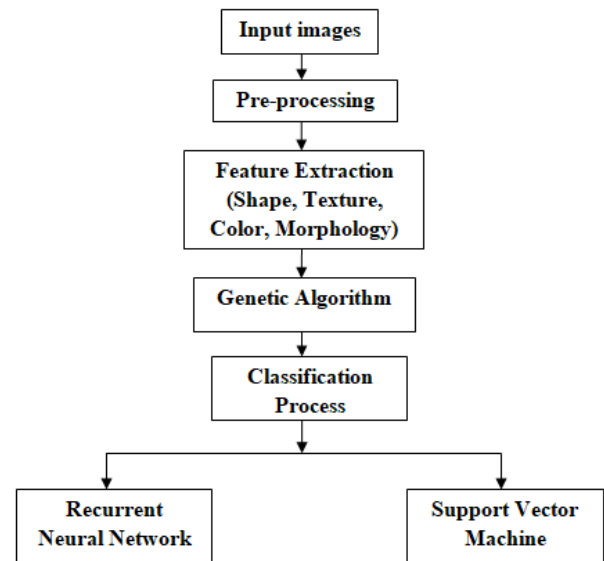 Input images
Pre-processing
Feature Extraction
(Shape, Texture,
Color, Morphology)
Genetic Algorithm
Classification
Process
Recurrent
Neural Network
Support Vector
Machine